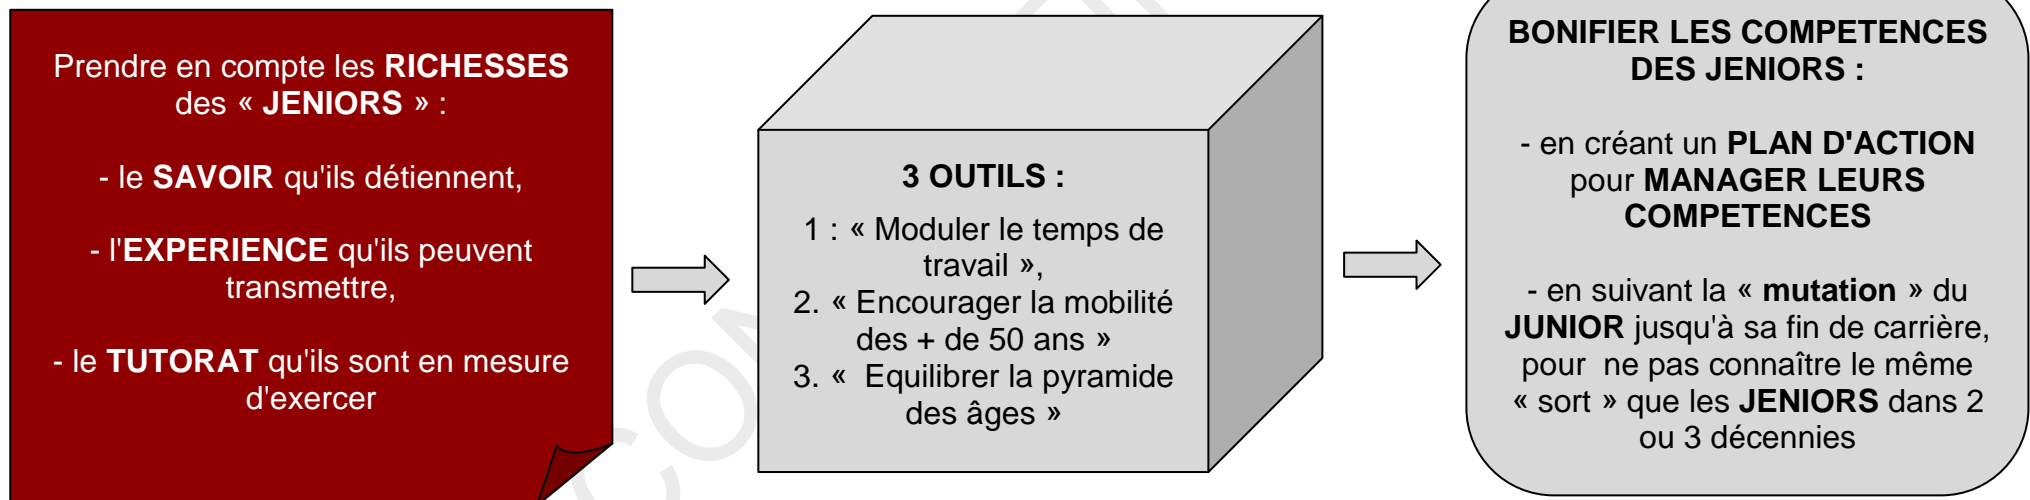 Prendre en compte les RICHESSES
des « JENIORS » :
- le SAVOIR qu'ils détiennent,
- l'EXPERIENCE qu'ils peuvent
transmettre,
- le TUTORAT qu'ils sont en mesure
d'exercer
3 OUTILS :
1 : « Moduler le temps de
travail »,
2. « Encourager la mobilité
des + de 50 ans »
3. «  Equilibrer la pyramide
des âges »
BONIFIER LES COMPETENCES
DES JENIORS :
- en créant un PLAN D'ACTION
pour MANAGER LEURS
COMPETENCES
- en suivant la « mutation » du
JUNIOR jusqu'à sa fin de carrière,
pour  ne pas connaître le même
« sort » que les JENIORS dans 2
ou 3 décennies